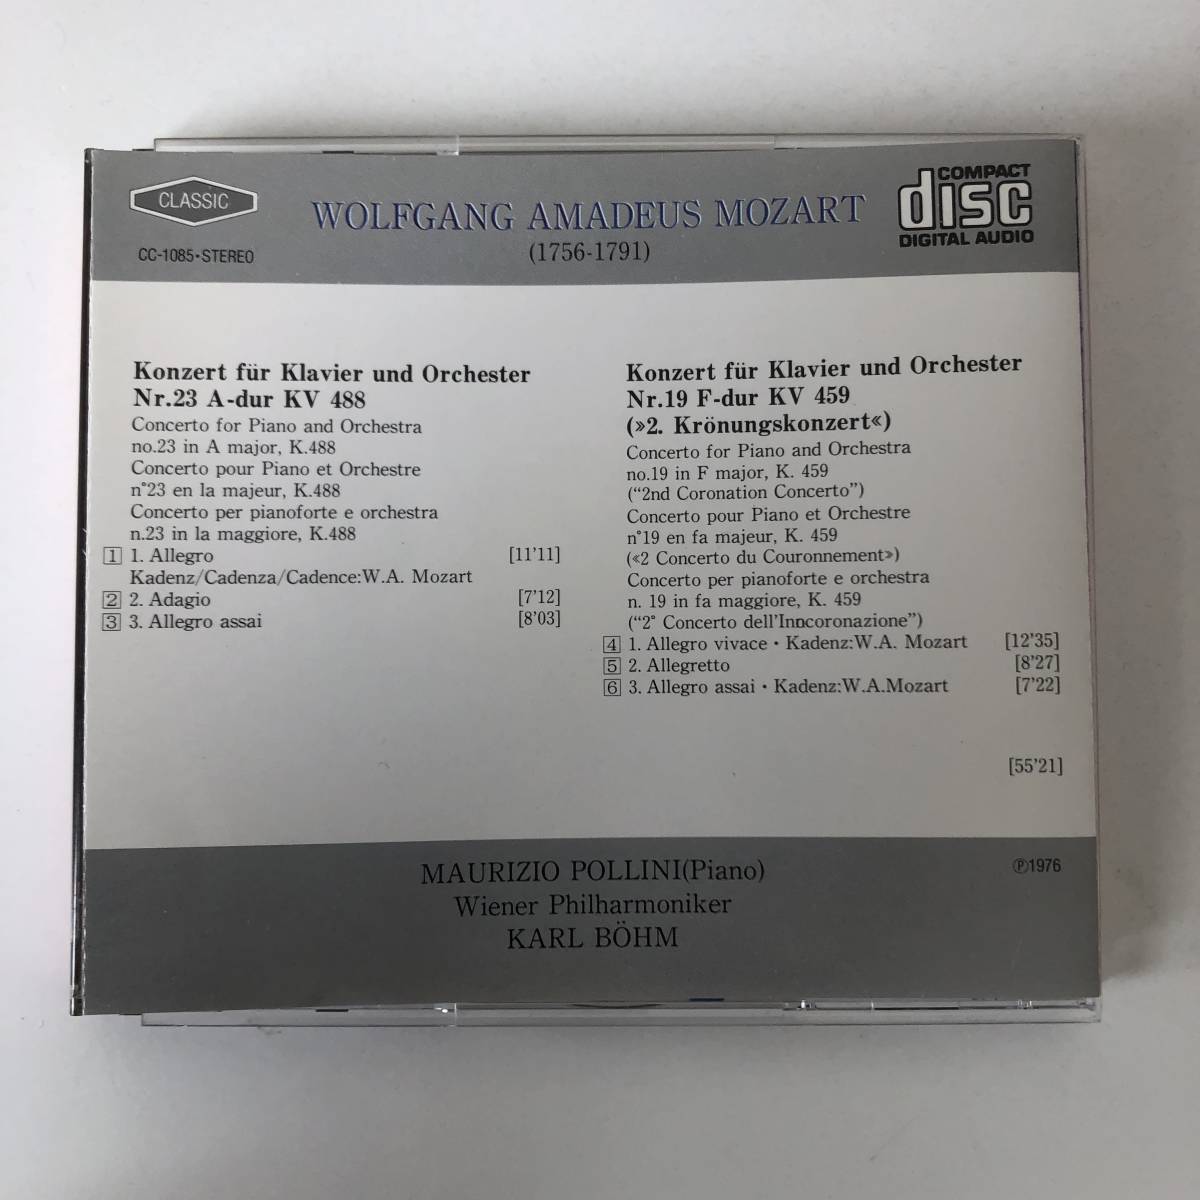 CLASSIC
CC-1085・STEREO
WOLFGANG AMADEUS MOZART
(1756-1791)
COMPACT
disc
DIGITAL AUDIO
Konzert für Klavier und Orchester
Nr.23 A-dur KV 488
Concerto for Piano and Orchestra
no.23 in A major, K.488
Concerto pour Piano et Orchestre
n°23 en la majeur, K.488
Concerto per pianoforte e orchestra
n.23 in la maggiore, K.488
1 1. Allegro [11'11]
Kadenz/Cadenza/Cadence:W.A. Mozart
2 2. Adagio [7'12]
3 3. Allegro assai [8'03]
Konzert für Klavier und Orchester
Nr.19 F-dur KV 459
(»2. Krönungskonzert«)
Concerto for Piano and Orchestra
no.19 in F major, K. 459
(“2nd Coronation Concerto”)
Concerto pour Piano et Orchestre
n°19 en fa majeur, K. 459
(«2 Concerto du Couronnement»)
Concerto per pianoforte e orchestra
n. 19 in fa maggiore, K. 459
(“2° Concerto dell'Inncoronazione”)
4 1. Allegro vivace・Kadenz:W.A. Mozart [12'35]
5 2. Allegretto [8'27]
6 3. Allegro assai・Kadenz:W.A.Mozart [7'22]
[55'21]
MAURIZIO POLLINI(Piano)
Wiener Philharmoniker
KARL BÖHM
℗1976